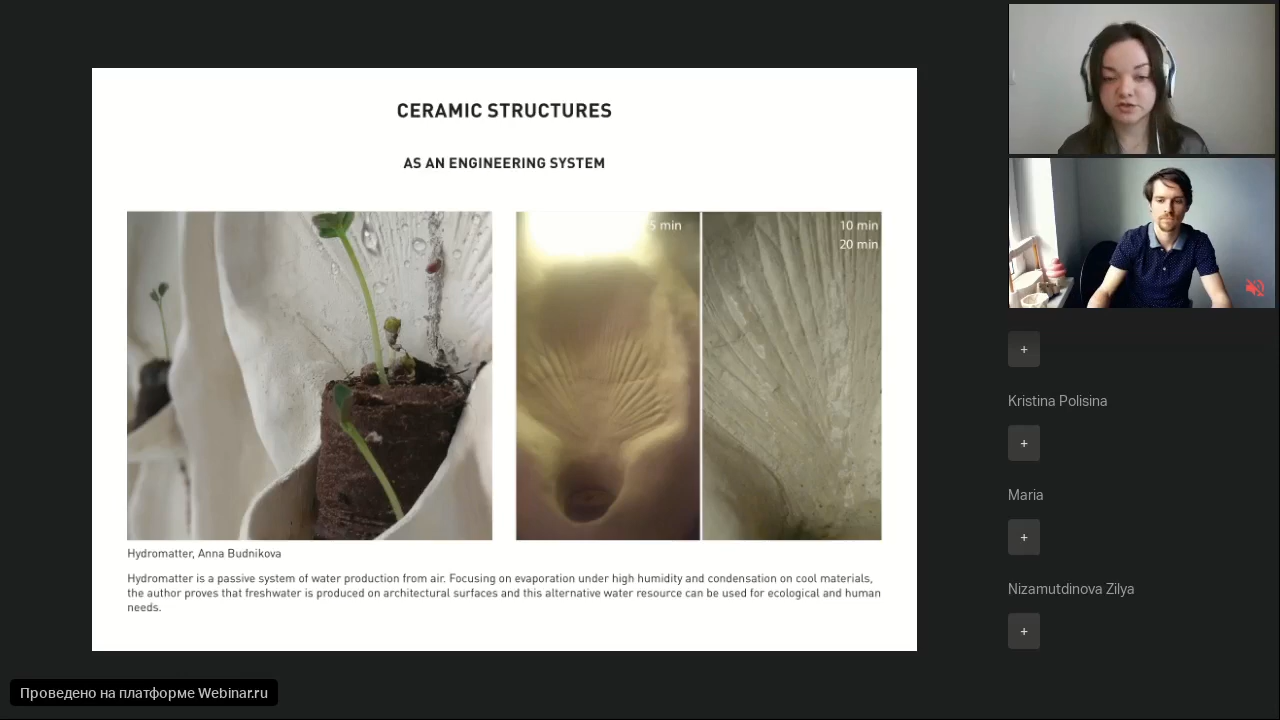 CERAMIC STRUCTURES
AS AN ENGINEERING SYSTEM
5 min
10 min
20 min
Hydromatter, Anna Budnikova
Hydromatter is a passive system of water production from air. Focusing on evaporation under high humidity and condensation on cool materials,
the author proves that freshwater is produced on architectural surfaces and this alternative water resource can be used for ecological and human
needs.
+
Kristina Polisina
+
Maria
+
Nizamutdinova Zilya
+
Проведено на платформе Webinar.ru